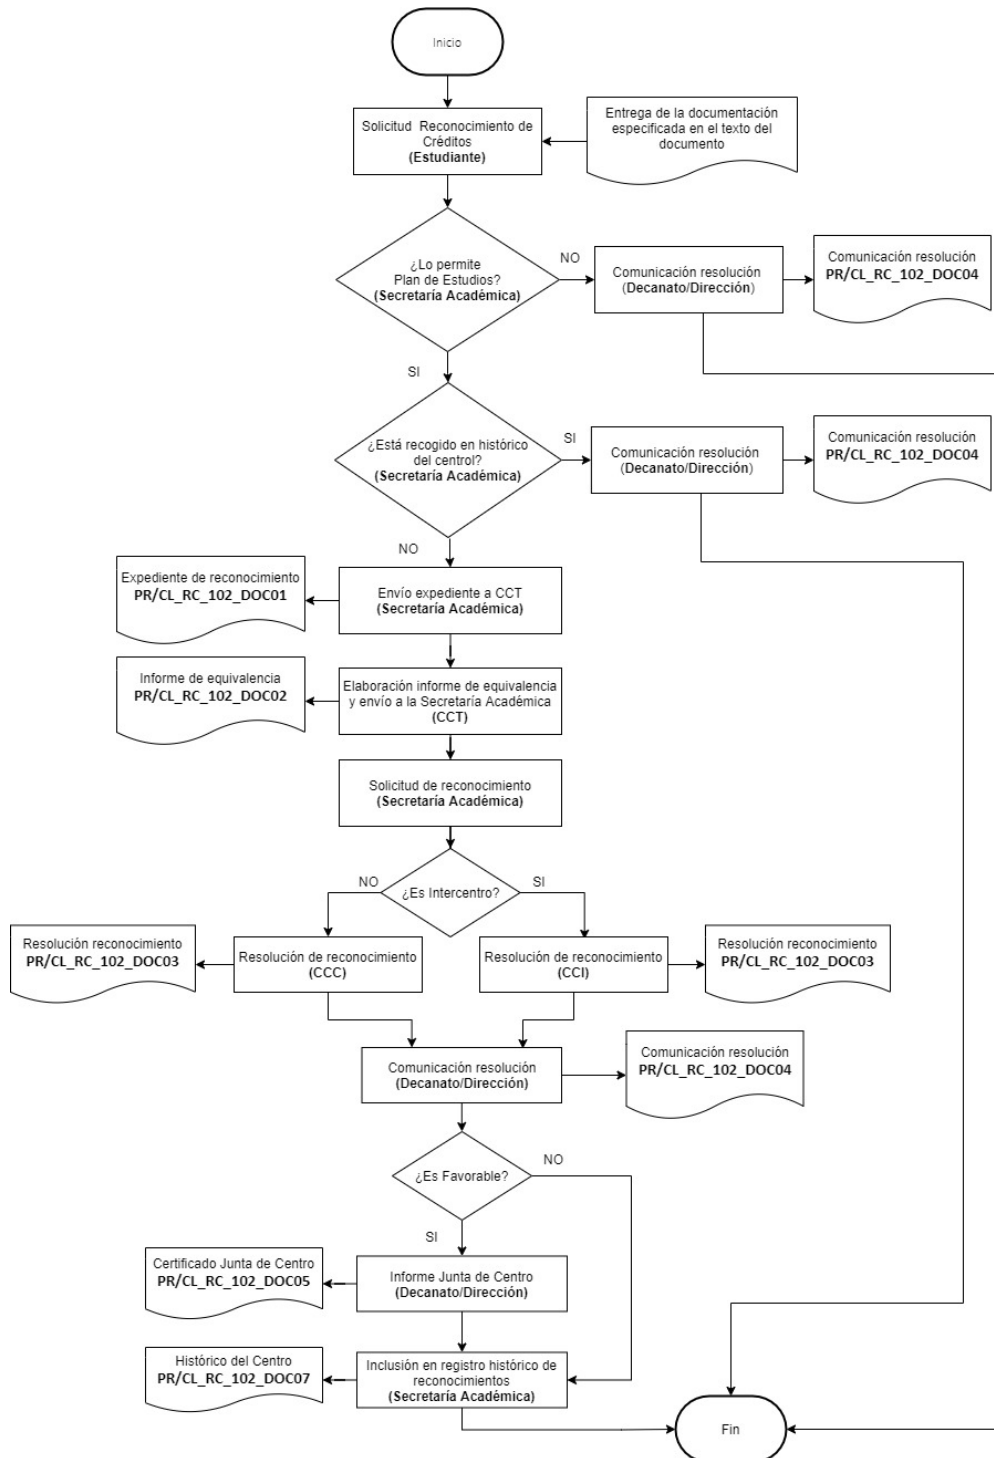 Inicio
Solicitud Reconocimiento de
Créditos
(Estudiante)
Entrega de la documentación
especificada en el texto del
documento
¿Lo permite
Plan de Estudios?
(Secretaría Académica)
NO
Comunicación resolución
(Decanato/Dirección)
Comunicación resolución
PR/CL_RC_102_DOC04
SI
¿Está recogido en histórico
del centrol?
(Secretaría Académica)
SI
Comunicación resolución
(Decanato/Dirección)
Comunicación resolución
PR/CL_RC_102_DOC04
NO
Expediente de reconocimiento
PR/CL_RC_102_DOC01
Envío expediente a CCT
(Secretaría Académica)
Informe de equivalencia
PR/CL_RC_102_DOC02
Elaboración informe de equivalencia
y envío a la Secretaría Académica
(CCT)
Solicitud de reconocimiento
(Secretaría Académica)
NO
¿Es Intercentro?
SI
Resolución reconocimiento
PR/CL_RC_102_DOC03
Resolución de reconocimiento
(CCC)
Resolución de reconocimiento
(CCI)
Resolución reconocimiento
PR/CL_RC_102_DOC03
Comunicación resolución
(Decanato/Dirección)
Comunicación resolución
PR/CL_RC_102_DOC04
¿Es Favorable?
NO
SI
Certificado Junta de Centro
PR/CL_RC_102_DOC05
Informe Junta de Centro
(Decanato/Dirección)
Histórico del Centro
PR/CL_RC_102_DOC07
Inclusión en registro histórico de
reconocimientos
(Secretaría Académica)
Fin